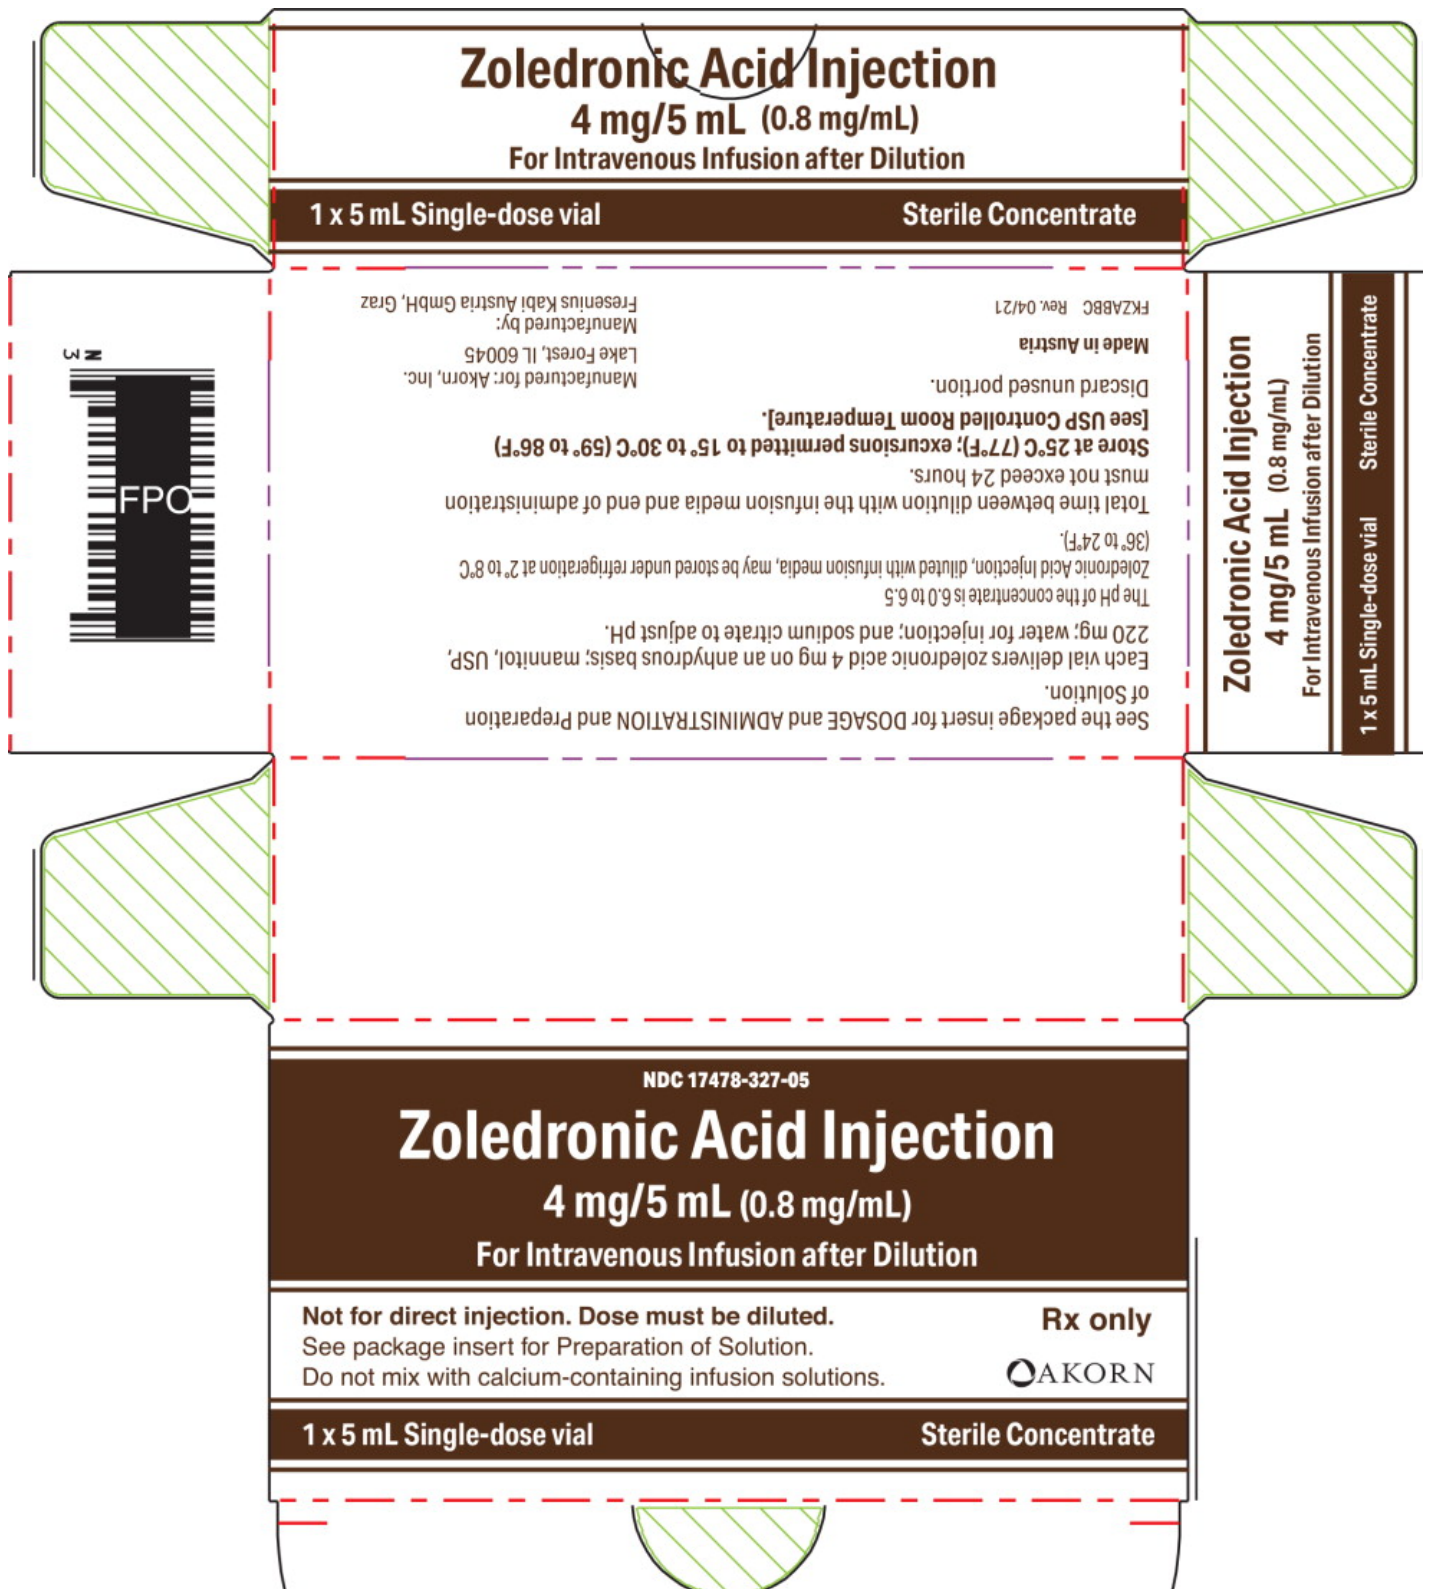 Zoledronic Acid Injection
4 mg/5 mL (0.8 mg/mL)
For Intravenous Infusion after Dilution
1 x 5 mL Single-dose vial Sterile Concentrate
N
3
FPO
See the package insert for DOSAGE and ADMINISTRATION and Preparation
of Solution.
Each vial delivers zoledronic acid 4 mg on an anhydrous basis; mannitol, USP,
220 mg; water for injection; and sodium citrate to adjust pH.
The pH of the concentrate is 6.0 to 6.5
Zoledronic Acid Injection, diluted with infusion media, may be stored under refrigeration at 2° to 8°C
(36° to 24°F).
Total time between dilution with the infusion media and end of administration
must not exceed 24 hours.
Store at 25°C (77°F); excursions permitted to 15° to 30°C (59° to 86°F)
[see USP Controlled Room Temperature].
Discard unused portion.
Made in Austria
FKZABBC Rev. 04/21
Manufactured for: Akorn, Inc.
Lake Forest, IL 60045
Manufactured by:
Fresenius Kabi Austria GmbH, Graz
Zoledronic Acid Injection
4 mg/5 mL (0.8 mg/mL)
For Intravenous Infusion after Dilution
1 x 5 mL Single-dose vial Sterile Concentrate
NDC 17478-327-05
Zoledronic Acid Injection
4 mg/5 mL (0.8 mg/mL)
For Intravenous Infusion after Dilution
Not for direct injection. Dose must be diluted.
See package insert for Preparation of Solution.
Do not mix with calcium-containing infusion solutions.
Rx only
AKORN
1 x 5 mL Single-dose vial Sterile Concentrate